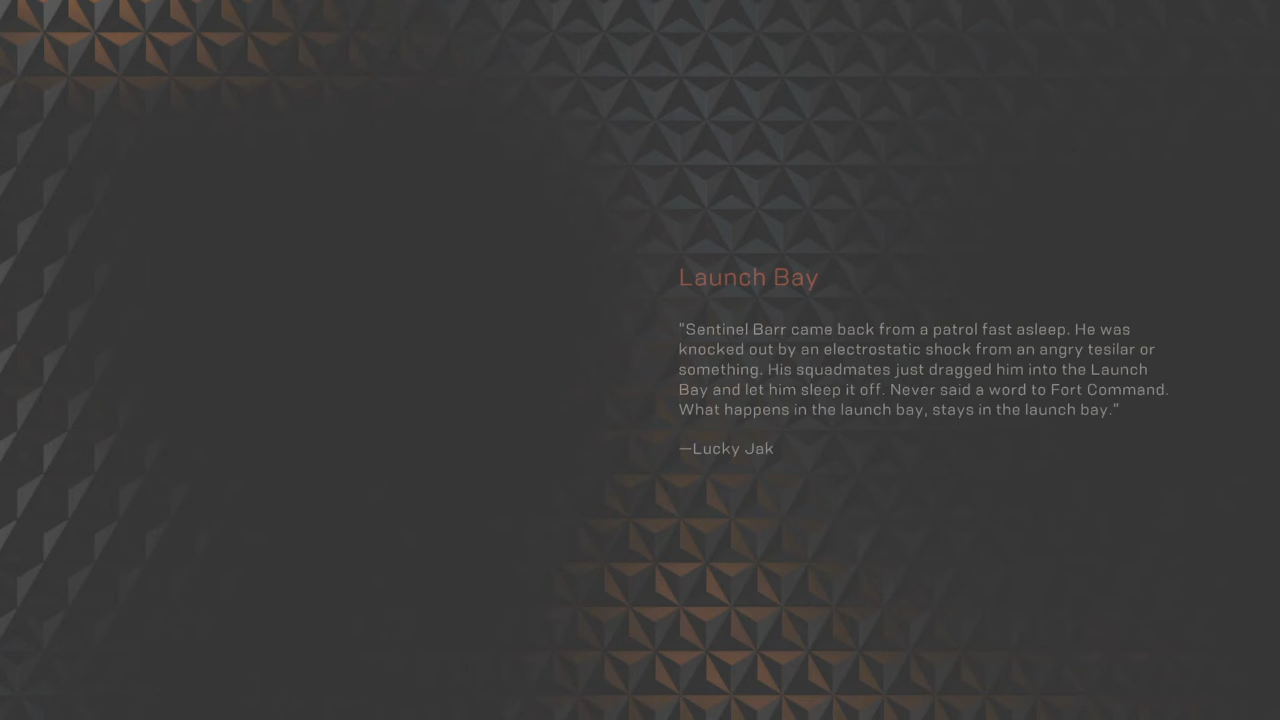 Launch Bay
"Sentinel Barr came back from a patrol fast asleep. He was
knocked out by an electrostatic shock from an angry tesilar or
something. His squadmates just dragged him into the Launch
Bay and let him sleep it off. Never said a word to Fort Command.
What happens in the launch bay, stays in the launch bay."
—Lucky Jak